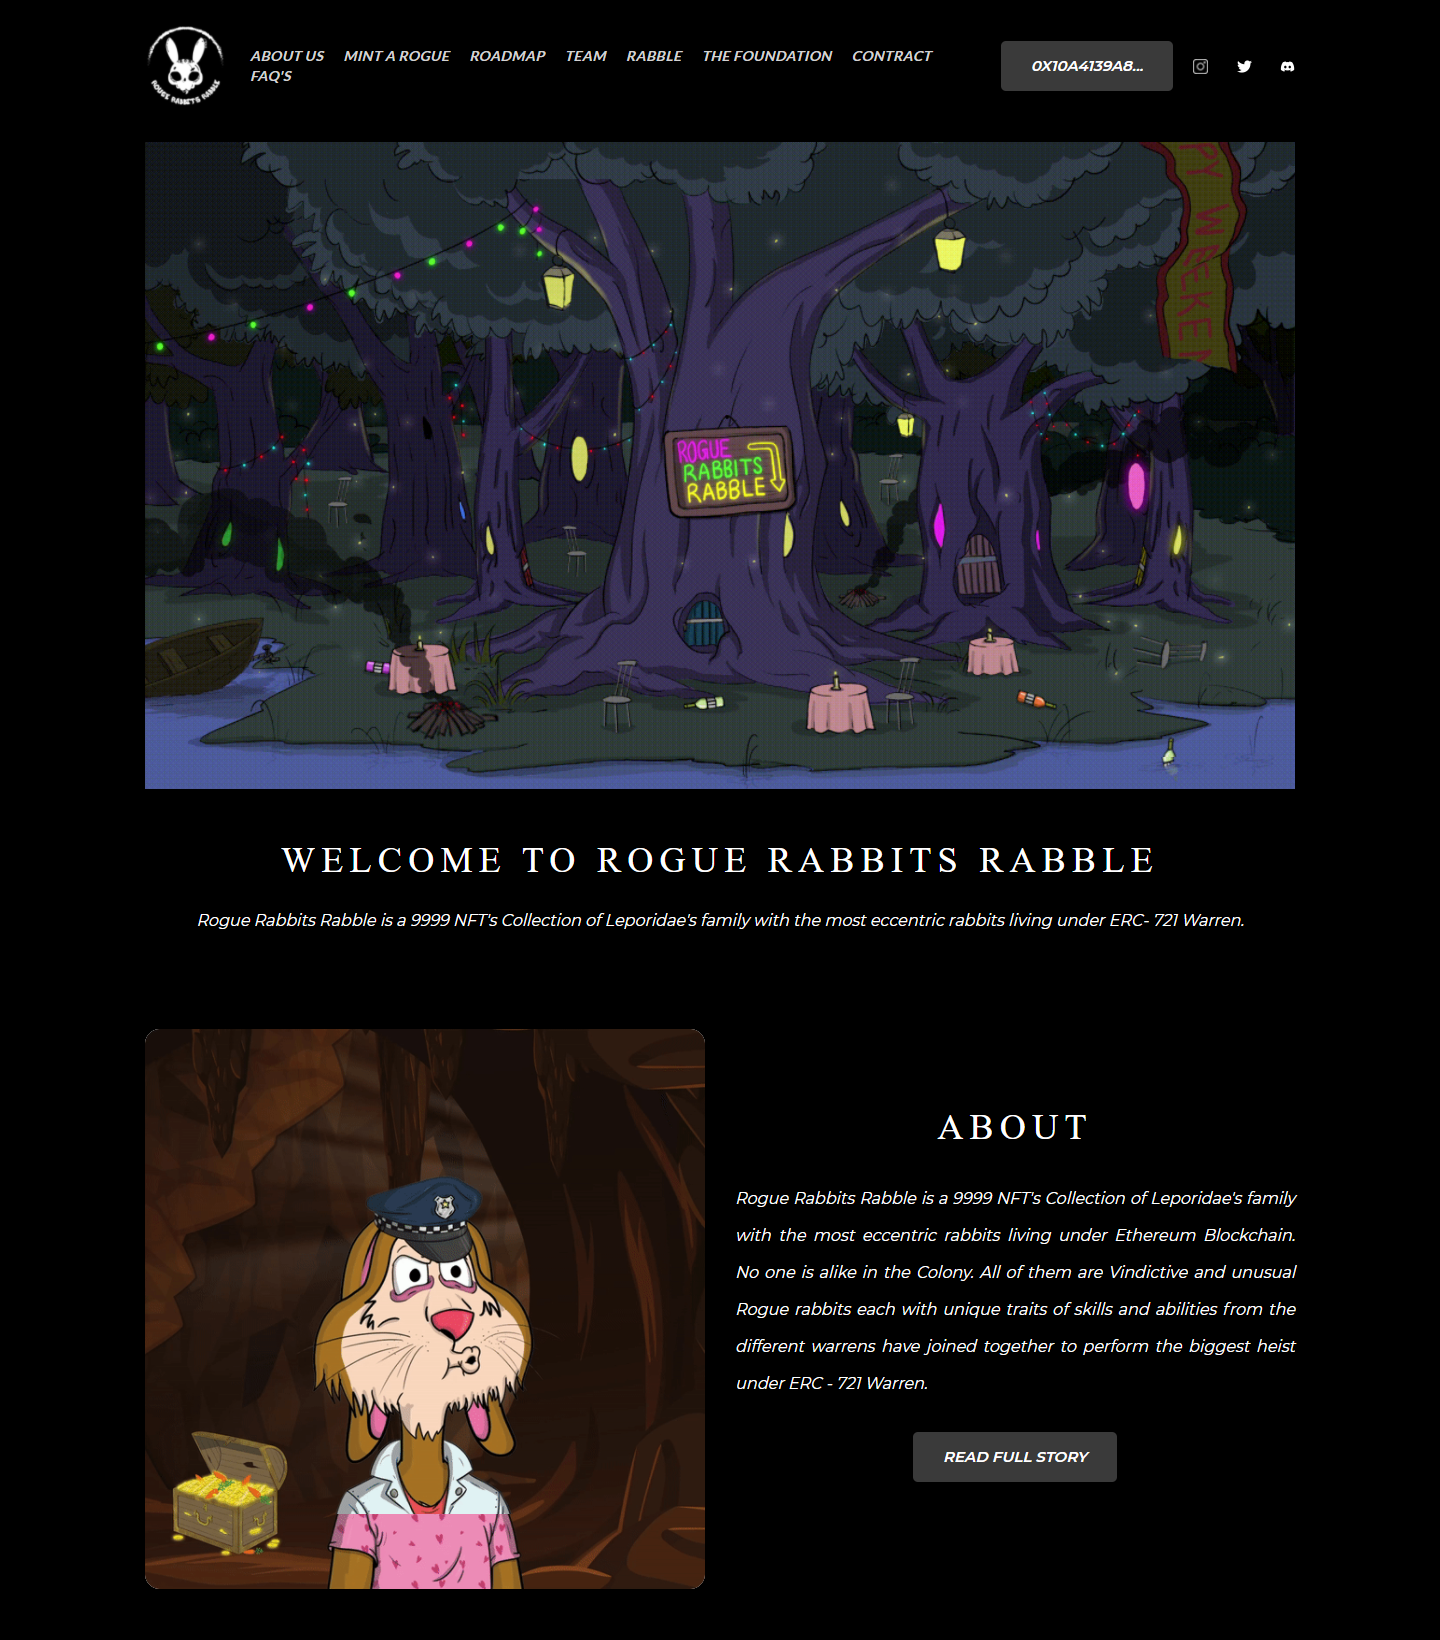 ROGUE RABBITS RABBLE
ABOUT US MINT A ROGUE ROADMAP TEAM RABBLE THE FOUNDATION CONTRACT
FAQ'S
0X10A4139A8...
PY WEEKEN
ROGUE
RABBITS
RABBLE
WELCOME TO ROGUE RABBITS RABBLE
Rogue Rabbits Rabble is a 9999 NFT's Collection of Leporidae's family with the most eccentric rabbits living under ERC- 721 Warren.
ABOUT
Rogue Rabbits Rabble is a 9999 NFT's Collection of Leporidae's family
with the most eccentric rabbits living under Ethereum Blockchain.
No one is alike in the Colony. All of them are Vindictive and unusual
Rogue rabbits each with unique traits of skills and abilities from the
different warrens have joined together to perform the biggest heist
under ERC - 721 Warren.
READ FULL STORY